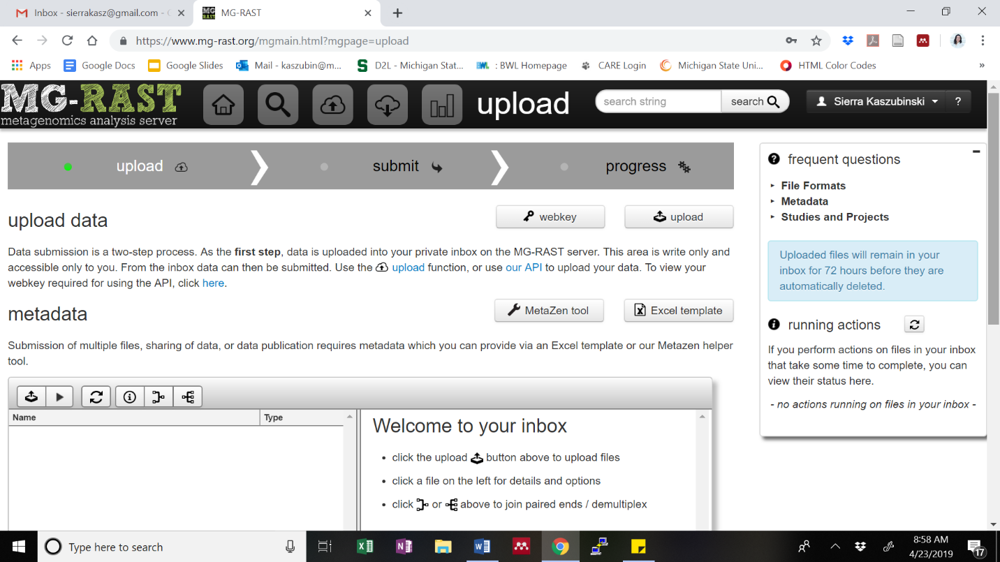 Inbox - sierrakasz@gmail.com -
MG-RAST
https://www.mg-rast.org/mgmain.html?mgpage=upload
Apps Google Docs Google Slides Mail - kaszubin@m... D2L - Michigan Stat... : BWL Homepage CARE Login Michigan State Uni... HTML Color Codes »
MG-RAST
metagenomics analysis server
upload
search string search
Sierra Kaszubinski ?
upload submit progress
upload data
webkey upload
Data submission is a two-step process. As the first step, data is uploaded into your private inbox on the MG-RAST server. This area is write only and
accessible only to you. From the inbox data can then be submitted. Use the upload function, or use our API to upload your data. To view your
webkey required for using the API, click here.
metadata
MetaZen tool Excel template
Submission of multiple files, sharing of data, or data publication requires metadata which you can provide via an Excel template or our Metazen helper
tool.
Name Type
Welcome to your inbox
• click the upload button above to upload files
• click a file on the left for details and options
• click or above to join paired ends / demultiplex
frequent questions
File Formats
Metadata
Studies and Projects
Uploaded files will remain in your
inbox for 72 hours before they are
automatically deleted.
running actions
If you perform actions on files in your inbox
that take some time to complete, you can
view their status here.
- no actions running on files in your inbox -
Type here to search
8:58 AM
4/23/2019
17